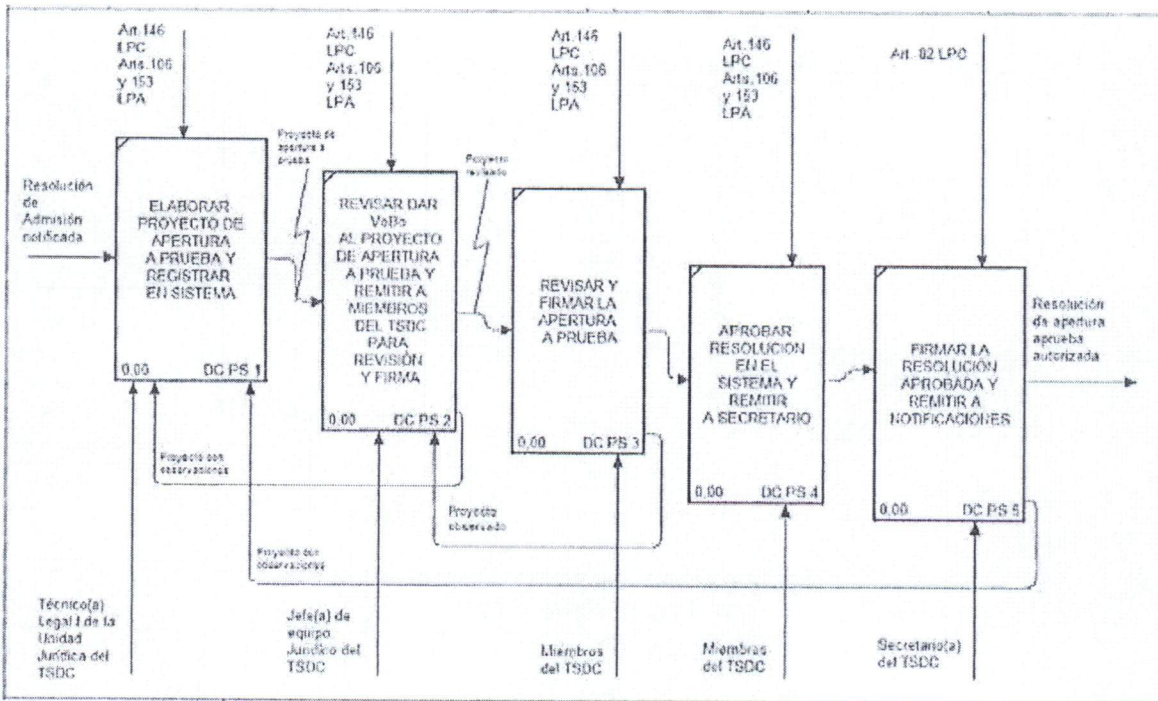 Art.146
LPC
Arts.106
y 153
LPA
Art.146
LPC
Arts.106
y 153
LPA
Art.146
LPC
Arts.106
y 153
LPA
Art.146
LPC
Arts.106
y 153
LPA
Art. 82 LPC
Resolución
de
Admisión
notificada
ELABORAR
PROYECTO DE
APERTURA
A PRUEBA Y
REGISTRAR
EN SISTEMA
0,00 DC PS 1
Proyecto de
apertura a
prueba
REVISAR DAR
VoBo
AL PROYECTO
DE APERTURA
A PRUEBA Y
REMITIR A
MIEMBROS
DEL TSDC
PARA
REVISIÓN
Y FIRMA
0,00 DC PS 2
Proyecto
revisado
REVISAR Y
FIRMAR LA
APERTURA
A PRUEBA
0,00 DC PS 3
APROBAR
RESOLUCION
EN EL
SISTEMA Y
REMITIR
A SECRETARIO
0,00 DC PS 4
FIRMAR LA
RESOLUCIÓN
APROBADA Y
REMITIR A
NOTIFICACIONES
0,00 DC PS 5
Resolución
de apertura
aprueba
autorizada
Proyecto con
observaciones
Proyecto
observado
Proyecto con
observaciones
Técnico(a)
Legal I de la
Unidad
Jurídica del
TSDC
Jefe(a) de
equipo
Jurídico del
TSDC
Miembros
del TSDC
Miembros
del TSDC
Secretario(a)
del TSDC